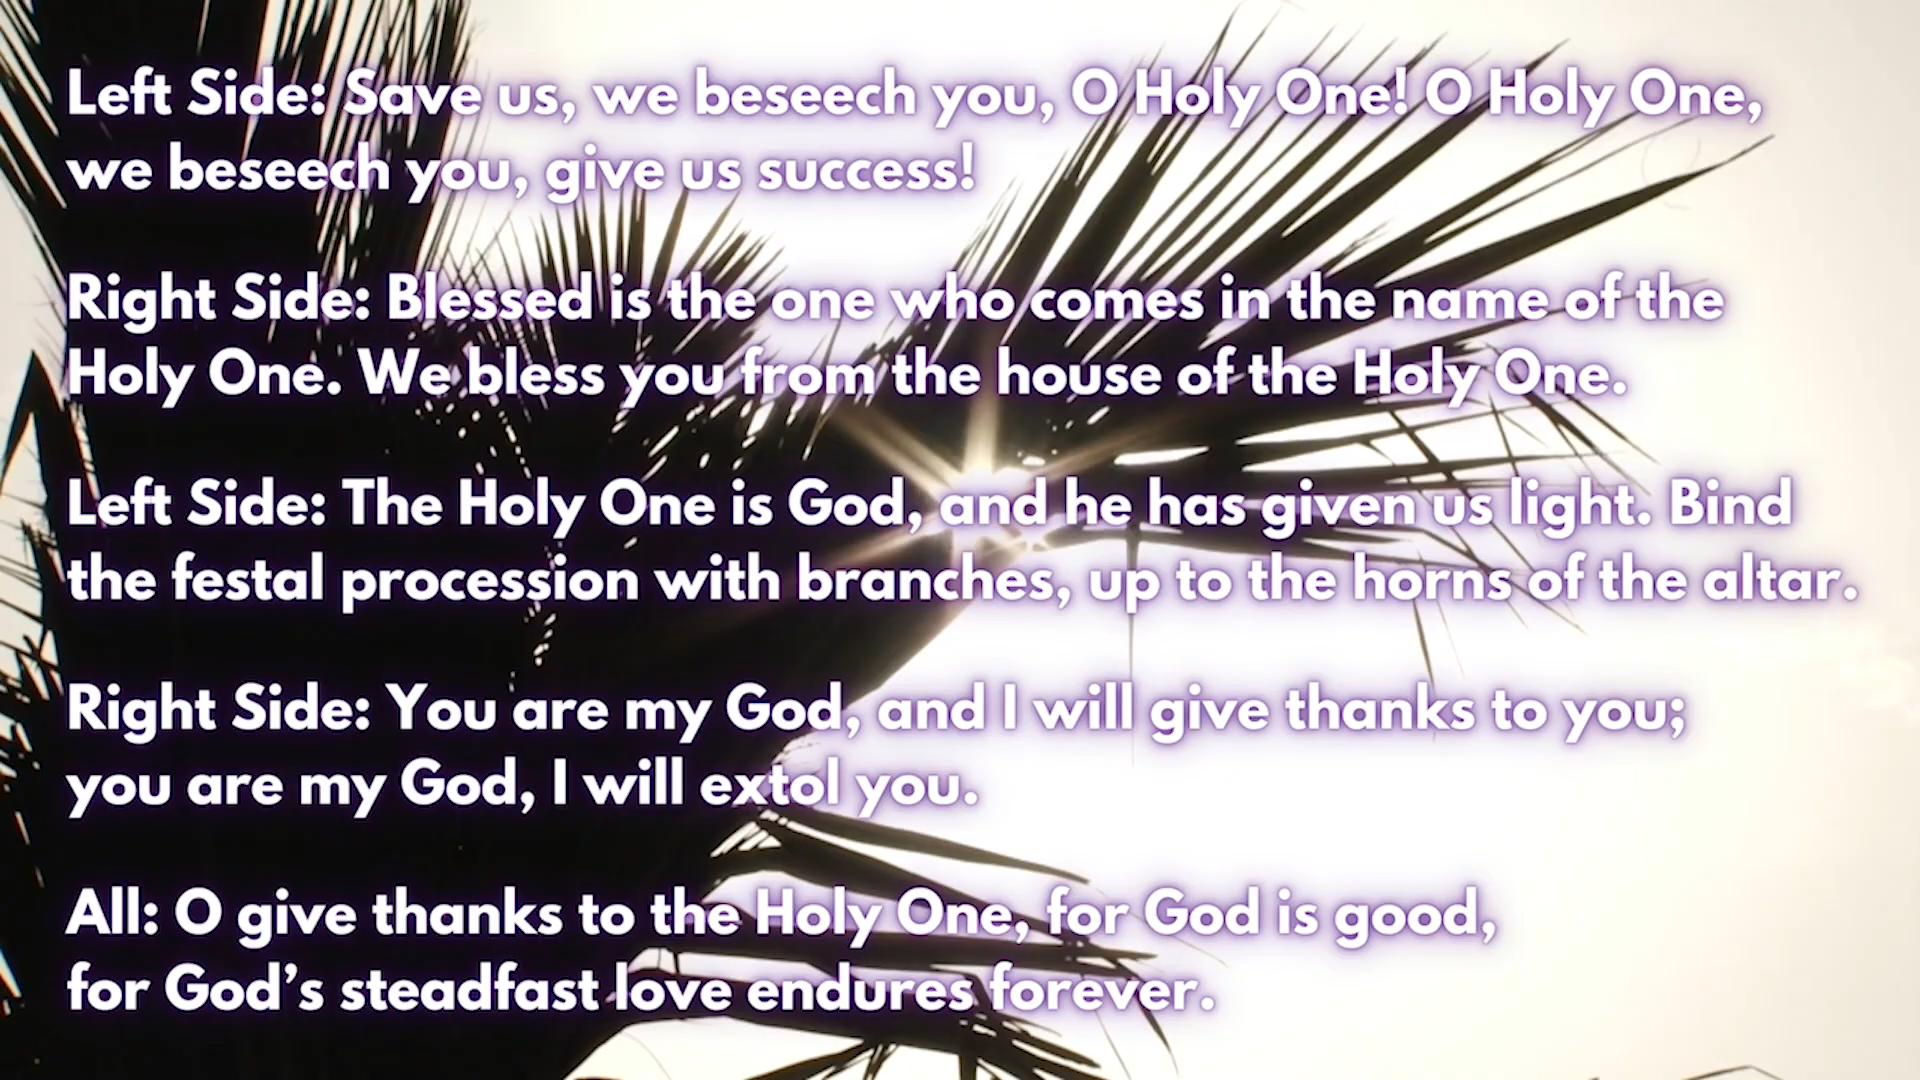 Left Side: Save us, we beseech you, O Holy One! O Holy One,
we beseech you, give us success!
Right Side: Blessed is the one who comes in the name of the
Holy One. We bless you from the house of the Holy One.
Left Side: The Holy One is God, and he has given us light. Bind
the festal procession with branches, up to the horns of the altar.
Right Side: You are my God, and I will give thanks to you;
you are my God, I will extol you.
All: O give thanks to the Holy One, for God is good,
for God’s steadfast love endures forever.